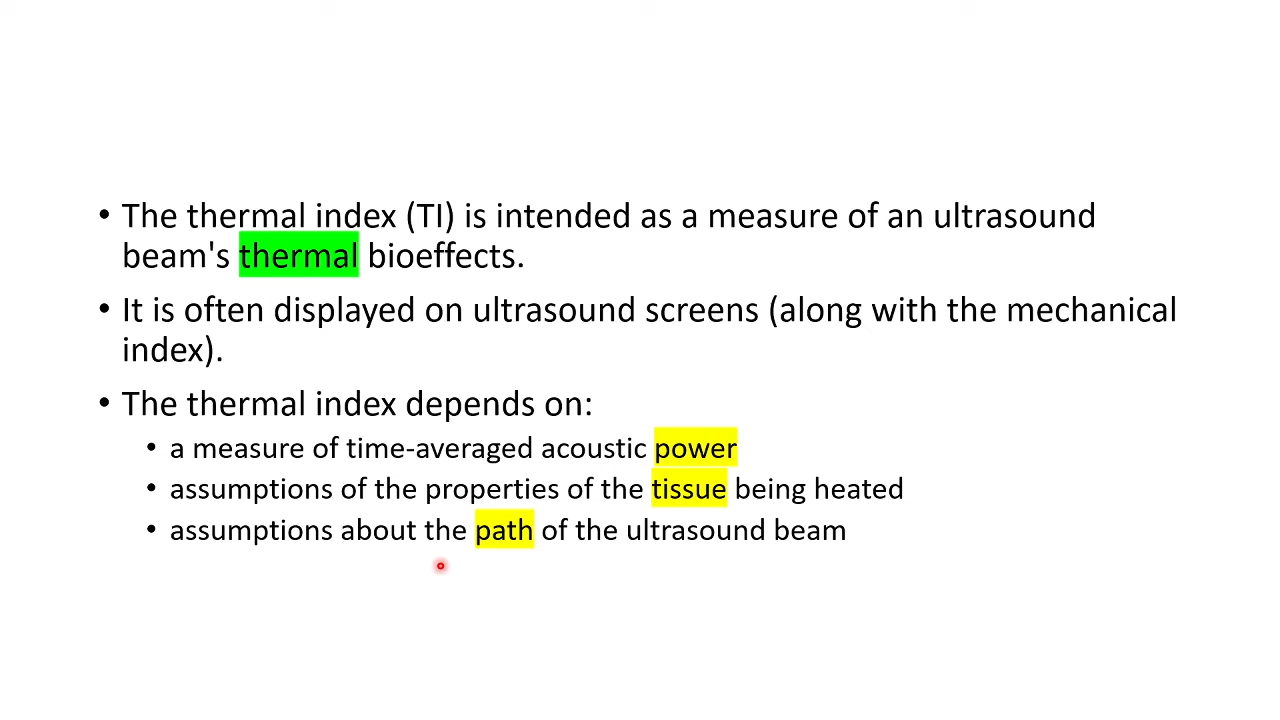 • The thermal index (TI) is intended as a measure of an ultrasound
beam's thermal bioeffects.
• It is often displayed on ultrasound screens (along with the mechanical
index).
• The thermal index depends on:
• a measure of time-averaged acoustic power
• assumptions of the properties of the tissue being heated
• assumptions about the path of the ultrasound beam